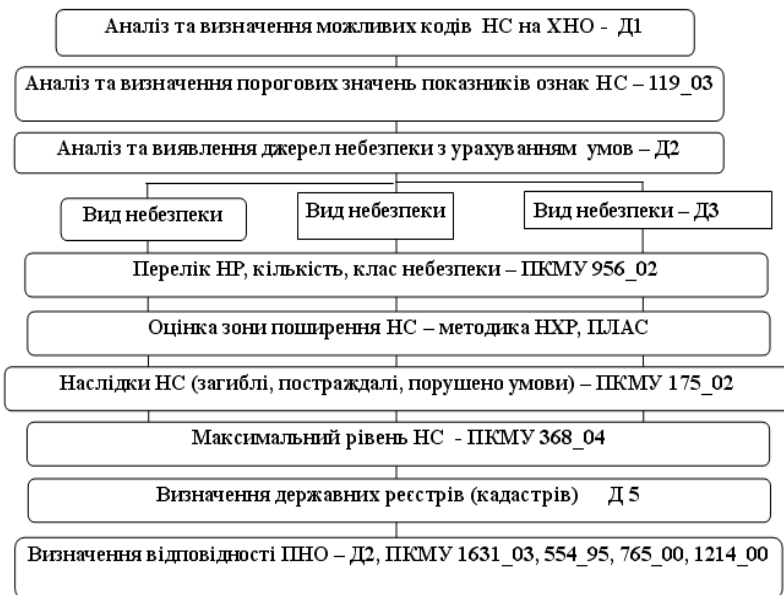 Аналіз та визначення можливих кодів НС на ХНО - Д1
Аналіз та визначення порогових значень показників ознак НС – 119_03
Аналіз та виявлення джерел небезпеки з урахуванням умов – Д2
Вид небезпеки
Вид небезпеки
Вид небезпеки – Д3
Перелік НР, кількість, клас небезпеки – ПКМУ 956_02
Оцінка зони поширення НС – методика НХР, ПЛАС
Наслідки НС (загиблі, постраждалі, порушено умови) – ПКМУ 175_02
Максимальний рівень НС - ПКМУ 368_04
Визначення державних реєстрів (кадастрів) Д 5
Визначення відповідності ПНО – Д2, ПКМУ 1631_03, 554_95, 765_00, 1214_00